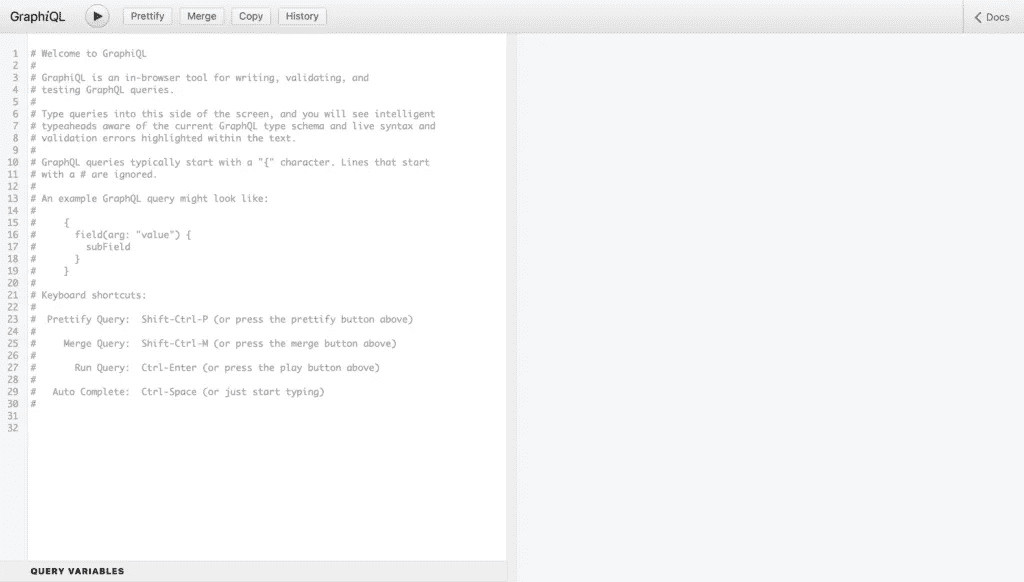 GraphiQL Prettify Merge Copy History Docs
1 # Welcome to GraphiQL
2 #
3 # GraphiQL is an in-browser tool for writing, validating, and
4 # testing GraphQL queries.
5 #
6 # Type queries into this side of the screen, and you will see intelligent
7 # typeaheads aware of the current GraphQL type schema and live syntax and
8 # validation errors highlighted within the text.
9 #
10 # GraphQL queries typically start with a "{" character. Lines that start
11 # with a # are ignored.
12 #
13 # An example GraphQL query might look like:
14 #
15 #     {
16 #       field(arg: "value") {
17 #         subField
18 #       }
19 #     }
20 #
21 # Keyboard shortcuts:
22 #
23 #  Prettify Query:  Shift-Ctrl-P (or press the prettify button above)
24 #
25 #     Merge Query:  Shift-Ctrl-M (or press the merge button above)
26 #
27 #       Run Query:  Ctrl-Enter (or press the play button above)
28 #
29 #   Auto Complete:  Ctrl-Space (or just start typing)
30 #
31
32
QUERY VARIABLES